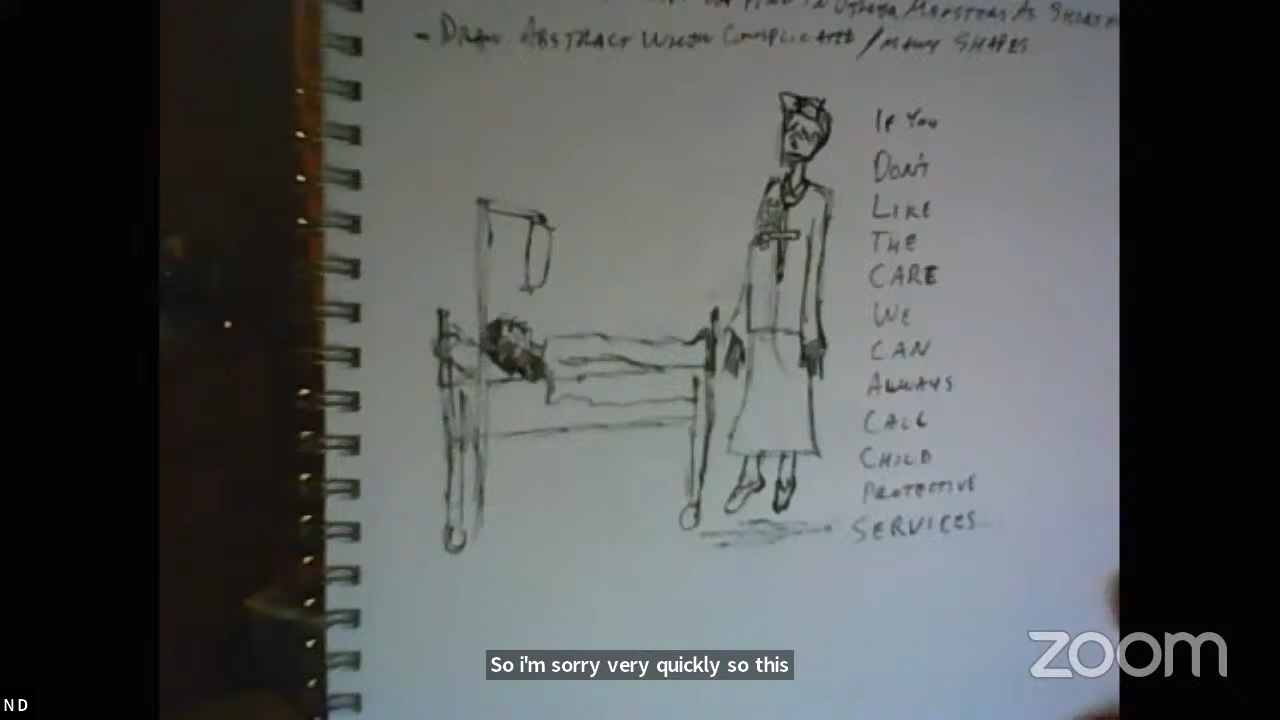 - DRAW ABSTRACT WHEN COMPLICATED / MANY SHAPES
IF YOU
DON'T
LIKE
THE
CARE
WE
CAN
ALWAYS
CALL
CHILD
PROTECTIVE
SERVICES
So i'm sorry very quickly so this
zoom
N D